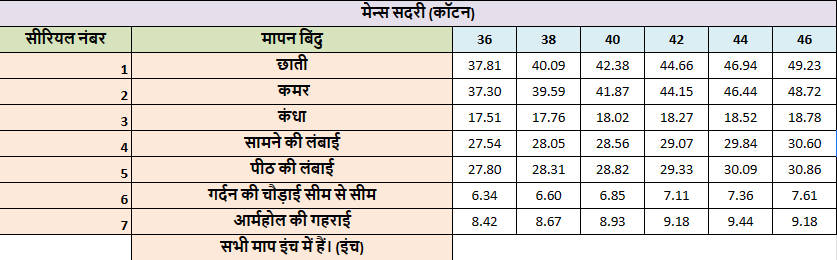 मेन्स सदरी (कॉटन)
सीरियल नंबर मापन बिंदु 36 38 40 42 44 46
1 छाती 37.81 40.09 42.38 44.66 46.94 49.23
2 कमर 37.30 39.59 41.87 44.15 46.44 48.72
3 कंधा 17.51 17.76 18.02 18.27 18.52 18.78
4 सामने की लंबाई 27.54 28.05 28.56 29.07 29.84 30.60
5 पीठ की लंबाई 27.80 28.31 28.82 29.33 30.09 30.86
6 गर्दन की चौड़ाई सीम से सीम 6.34 6.60 6.85 7.11 7.36 7.61
7 आर्महोल की गहराई 8.42 8.67 8.93 9.18 9.44 9.18
सभी माप इंच में हैं। (इंच)